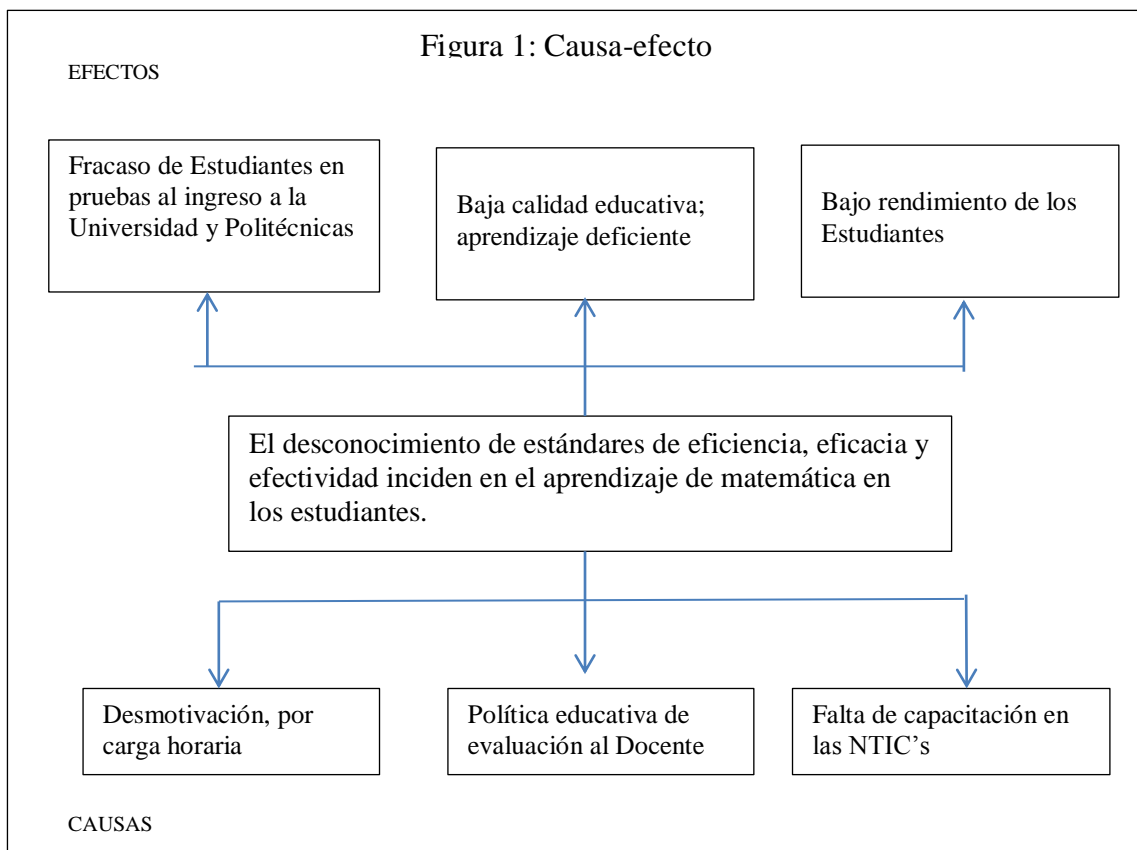 Figura 1: Causa-efecto
EFECTOS
Fracaso de Estudiantes en
pruebas al ingreso a la
Universidad y Politécnicas
Baja calidad educativa;
aprendizaje deficiente
Bajo rendimiento de los
Estudiantes
El desconocimiento de estándares de eficiencia, eficacia y
efectividad inciden en el aprendizaje de matemática en
los estudiantes.
Desmotivación, por
carga horaria
Política educativa de
evaluación al Docente
Falta de capacitación en
las NTIC’s
CAUSAS